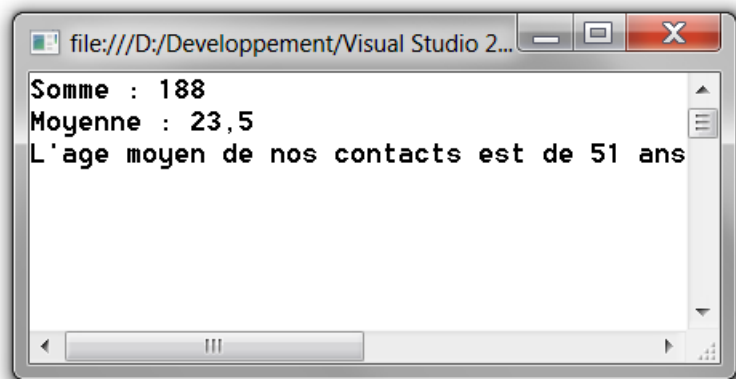 file:///D:/Developpement/Visual Studio 2...
Somme : 188
Moyenne : 23,5
L'age moyen de nos contacts est de 51 ans